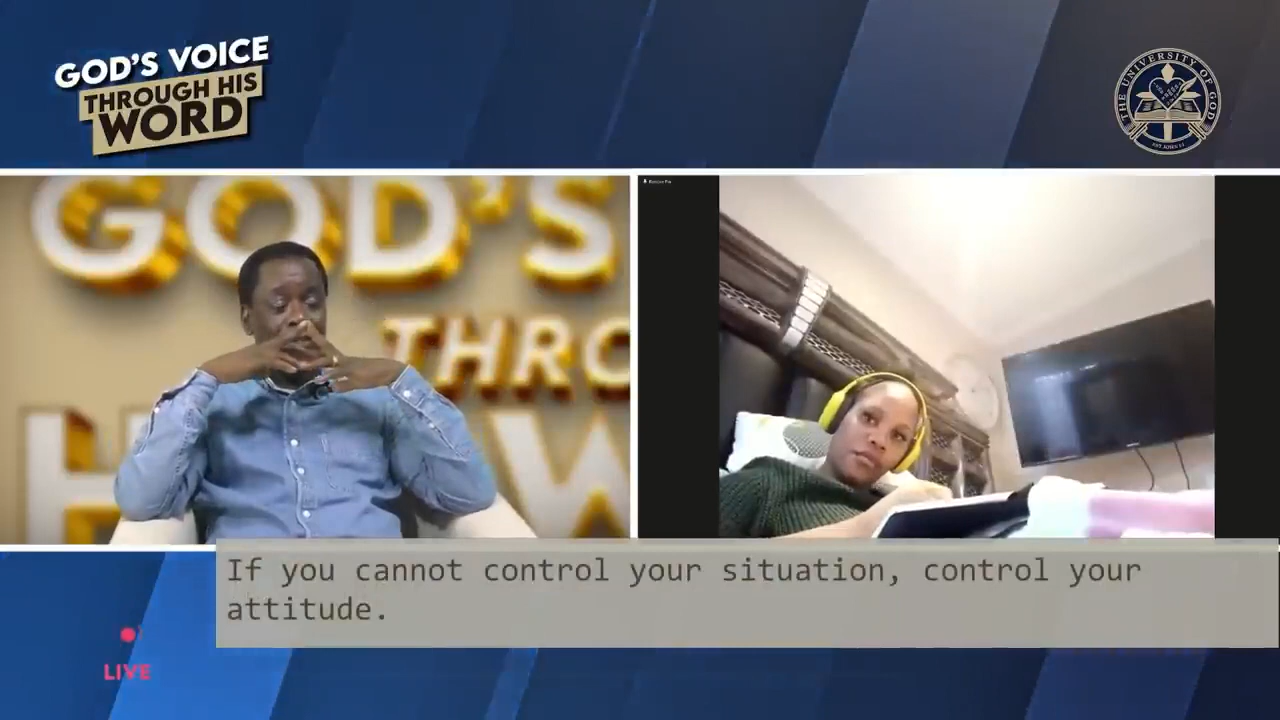 GOD'S VOICE
THROUGH HIS
WORD
THE UNIVERSITY OF GOD
GOD'S
THRO
LIVE
If you cannot control your situation, control your
attitude.